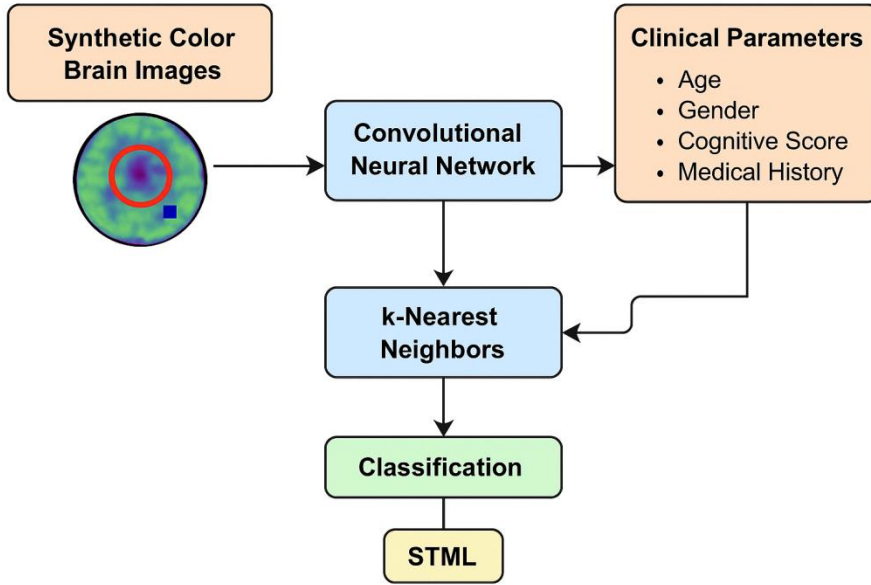 Synthetic Color
Brain Images
Clinical Parameters
• Age
• Gender
• Cognitive Score
• Medical History
Convolutional
Neural Network
k-Nearest
Neighbors
Classification
STML